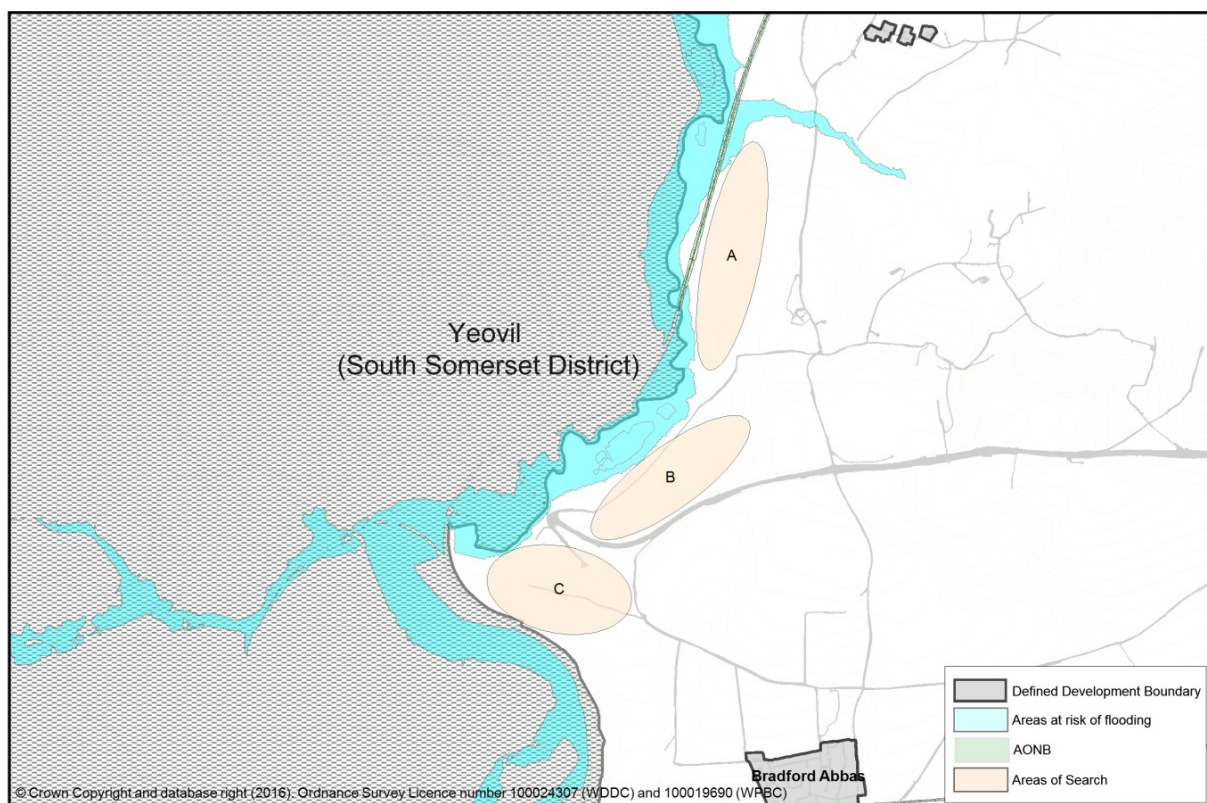 A
Yeovil
(South Somerset District)
B
C
Defined Development Boundary
Areas at risk of flooding
AONB
Areas of Search
Bradford Abbas
© Crown Copyright and database right (2016). Ordnance Survey Licence number 100024307 (WDDC) and 100019690 (WPBC)